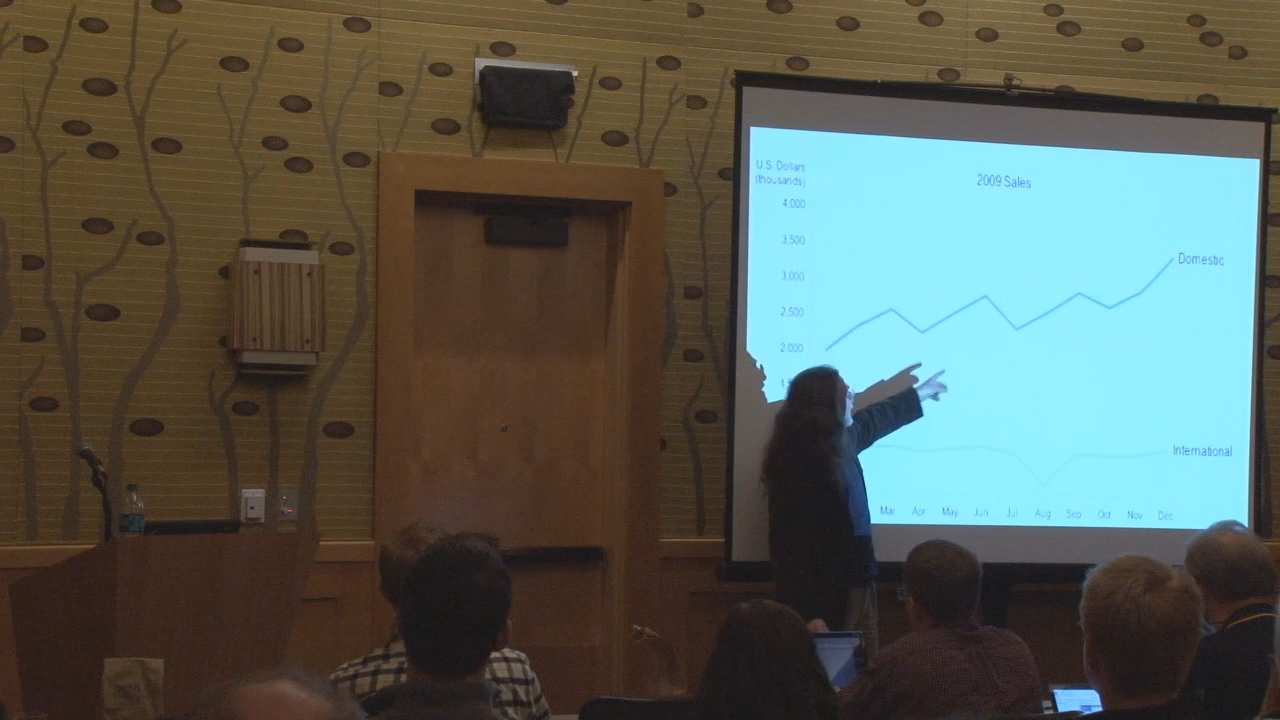 U.S. Dollars
(thousands)
2009 Sales
4,000
3,500
3,000
2,500
2,000
Domestic
International
Mar Apr May Jun Jul Aug Sep Oct Nov Dec